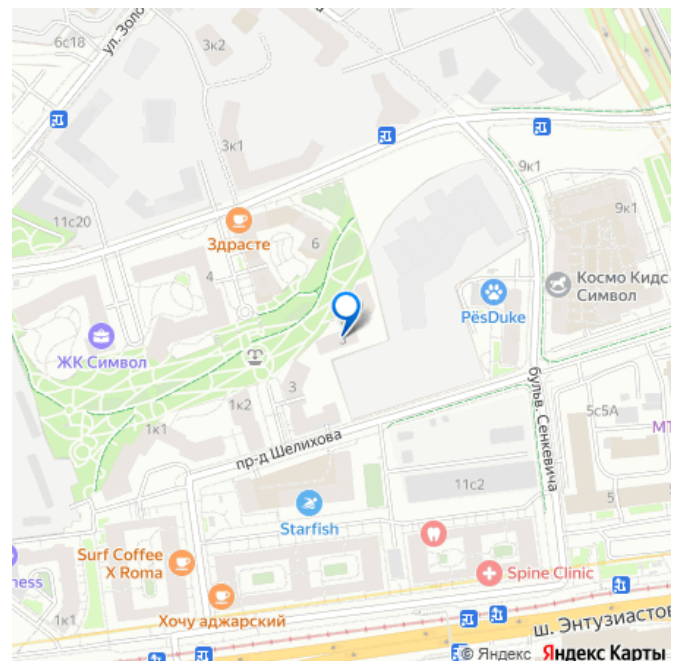 6с18
ул. Золо
3к2
3к1
9к1
11с20
9к1
6
Здрасте
4
Космо Кидс
Символ
PёsDuke
3
ЖК Символ
3
1к2
1к1
бульв. Сенкевича
5с5А
МТ
пр-д Шелихова
11с2
5
Starfish
Surf Coffee
X Roma
ness
Spine Clinic
1к1
Хочу аджарский
ш. Энтузиастов
© Яндекс Яндекс Карты